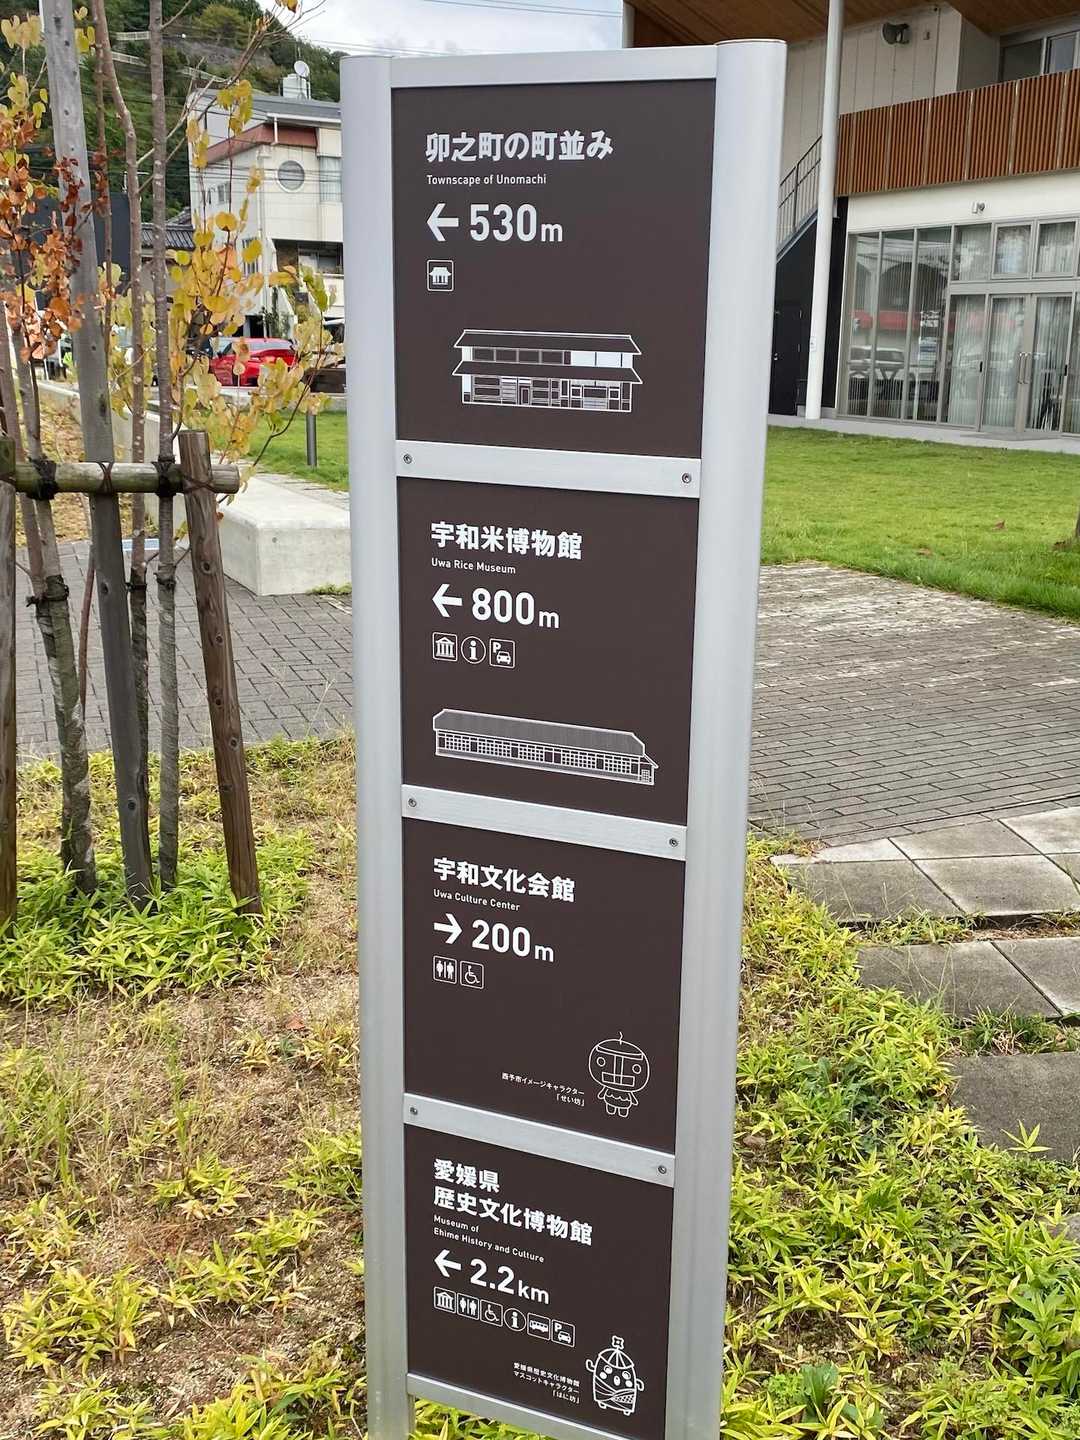 卯之町の町並み
Townscape of Unomachi
← 530m
宇和米博物館
Uwa Rice Museum
← 800m
P
宇和文化会館
Uwa Culture Center
→ 200m
西予市イメージキャラクター
「せい坊」
愛媛県
歴史文化博物館
Museum of
Ehime History and Culture
← 2.2km
P
愛媛県歴史文化博物館
マスコットキャラクター
「はに坊」